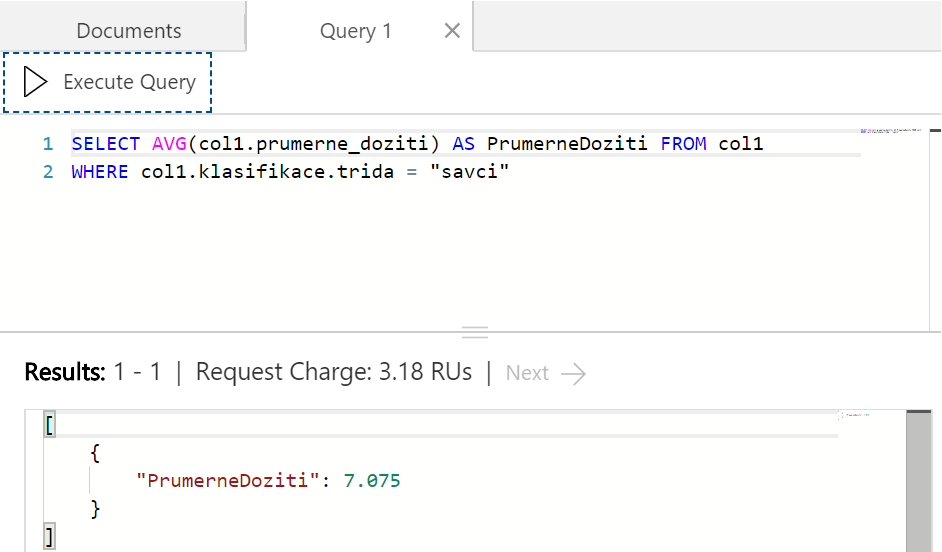 Documents
Query 1
Execute Query
1 SELECT AVG(col1.prumerne_doziti) AS PrumerneDoziti FROM col1
2 WHERE col1.klasifikace.trida = "savci"
Results: 1 - 1 | Request Charge: 3.18 RUs | Next
[
{
"PrumerneDoziti": 7.075
}
]